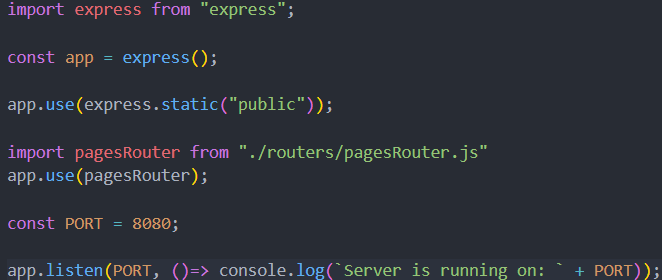 import express from "express";
const app = express();
app.use(express.static("public"));
import pagesRouter from "./routers/pagesRouter.js"
app.use(pagesRouter);
const PORT = 8080;
app.listen(PORT, ()=> console.log(`Server is running on: ` + PORT));